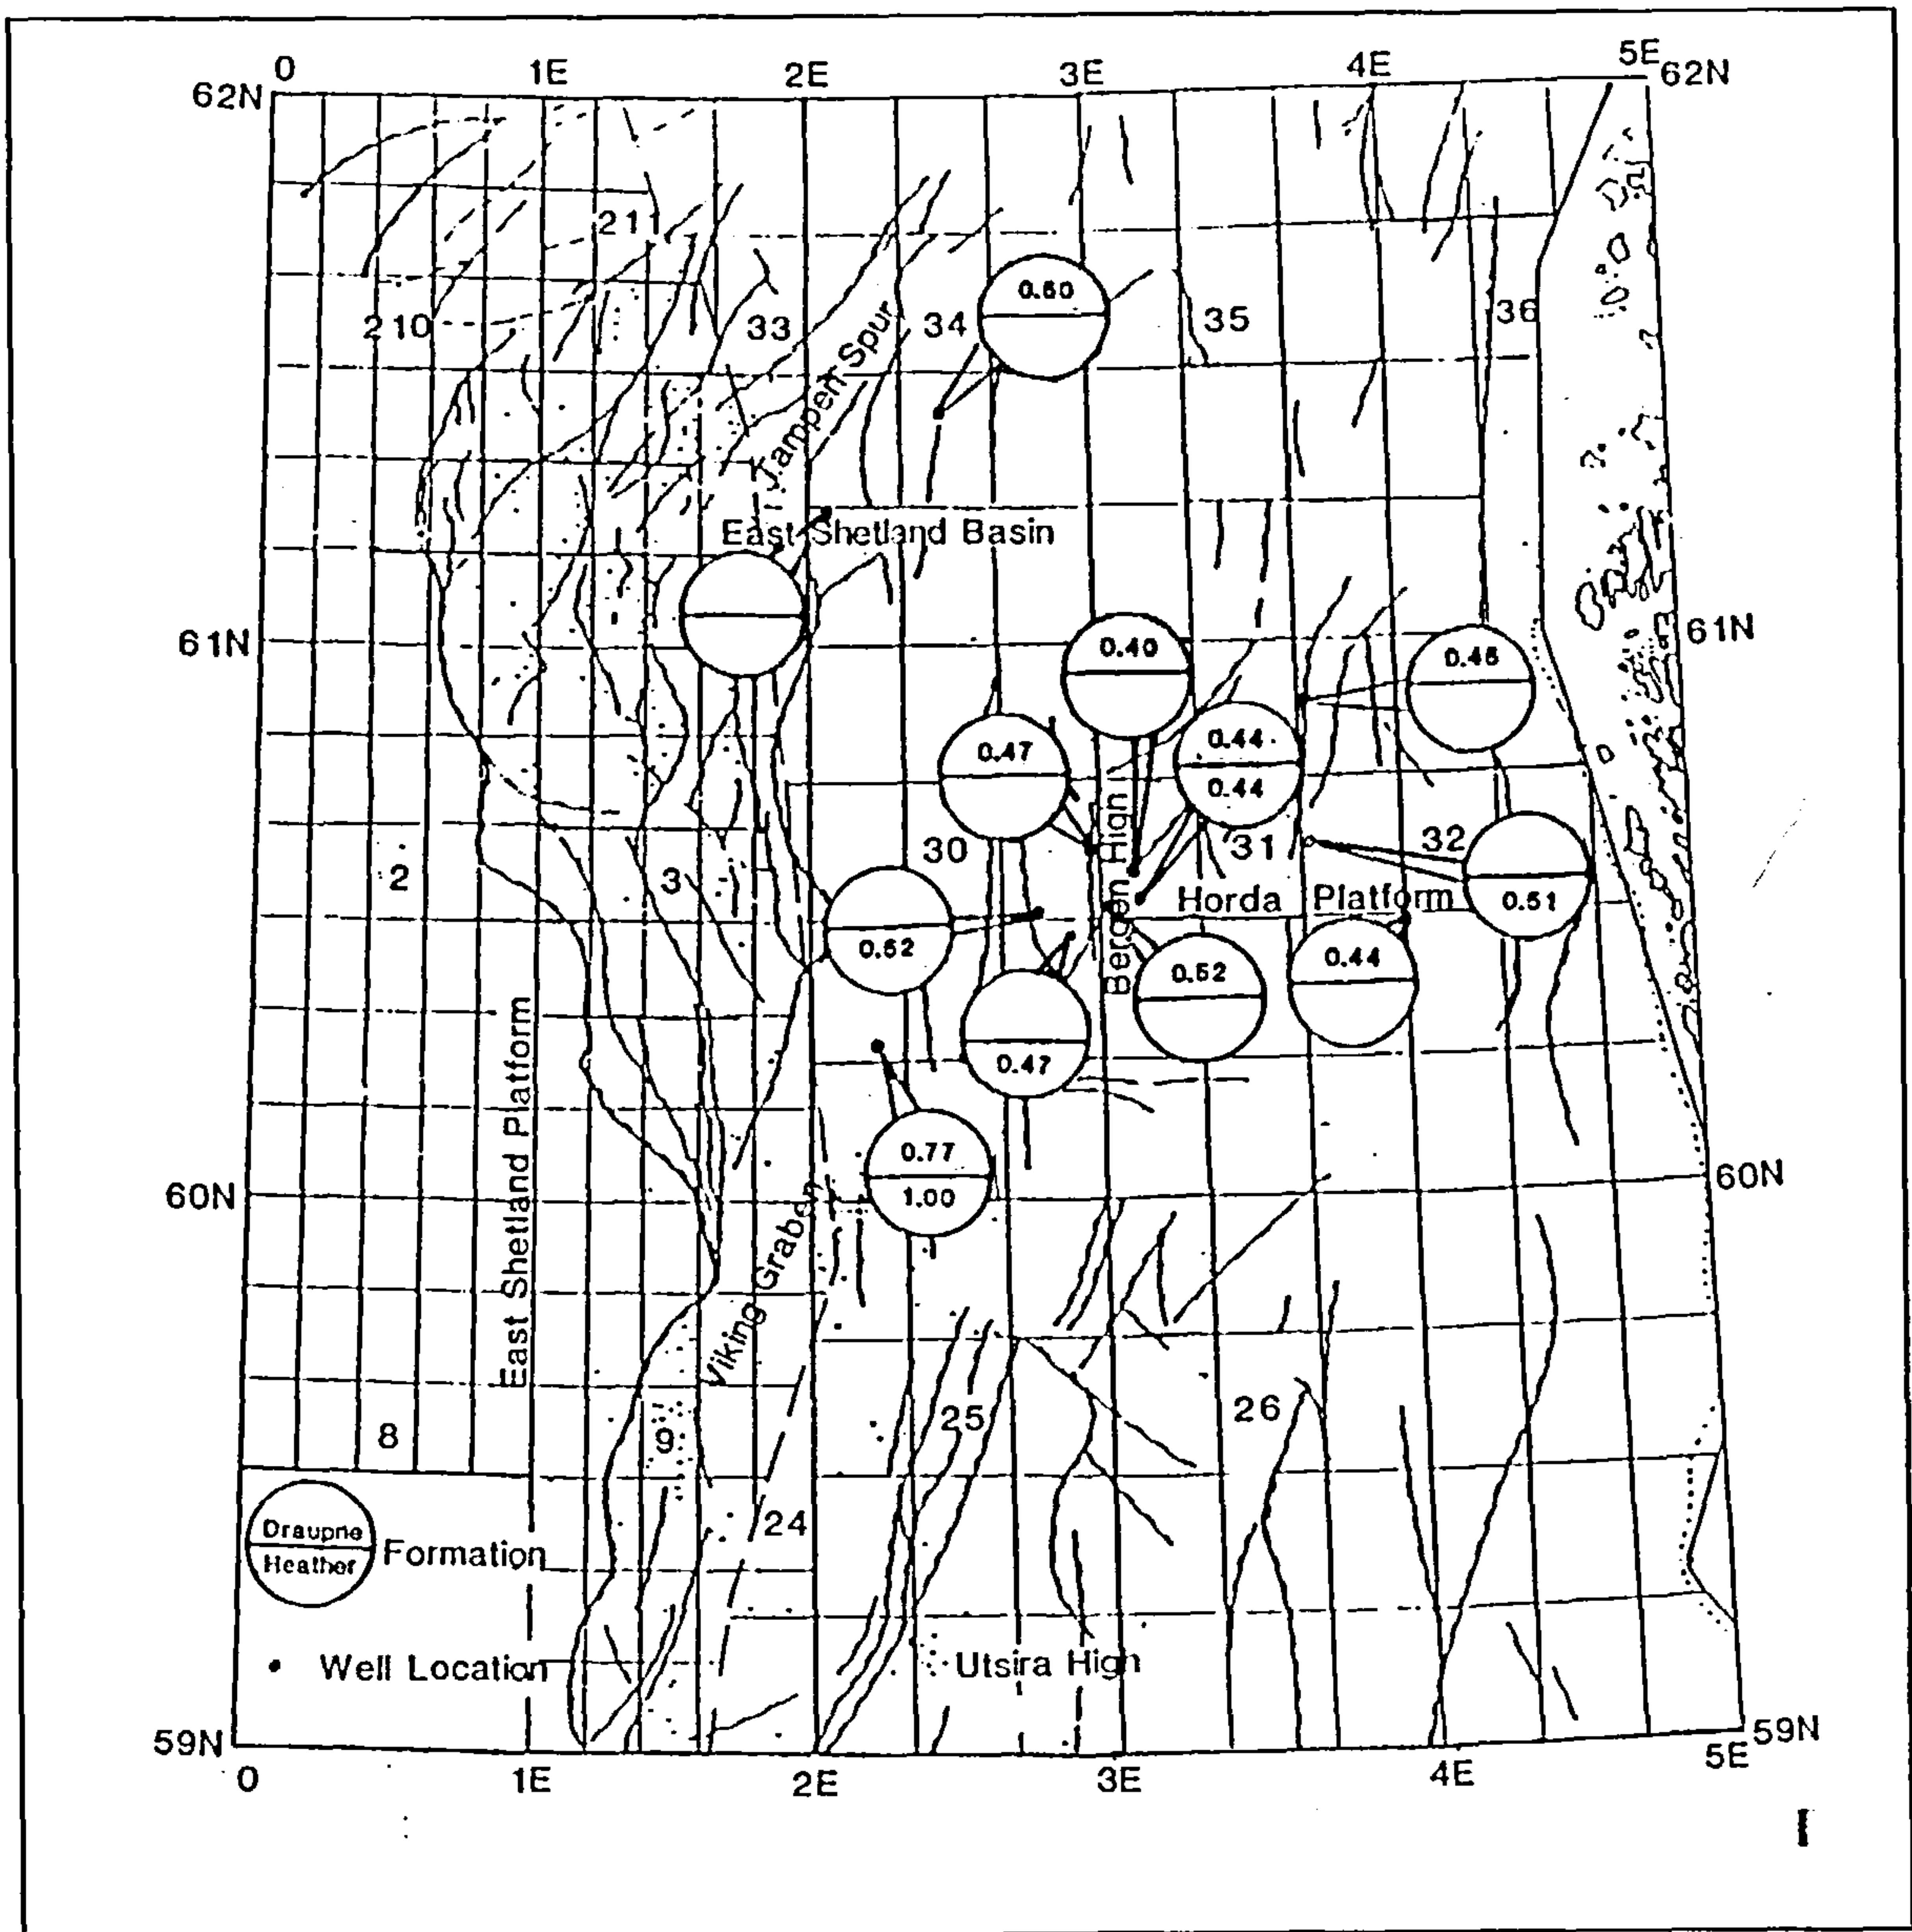 0 1E 2E 3E 4E 5E
62N 62N
211
210 33 34 0.60 35 36
Tampen Spur
East Shetland Basin
61N 61N
0.40 0.46
0.47 0.44
0.44
2 3 30 31 32
Bergen High
Horda Platform
0.51
0.52
0.52 0.44
0.47
East Shetland Platform
0.77
1.00
60N 60N
Viking Graben
8 9 25 26
24
Draupne
Heather
Formation
Well Location
Utsira High
59N 59N
0 1E 2E 3E 4E 5E
I